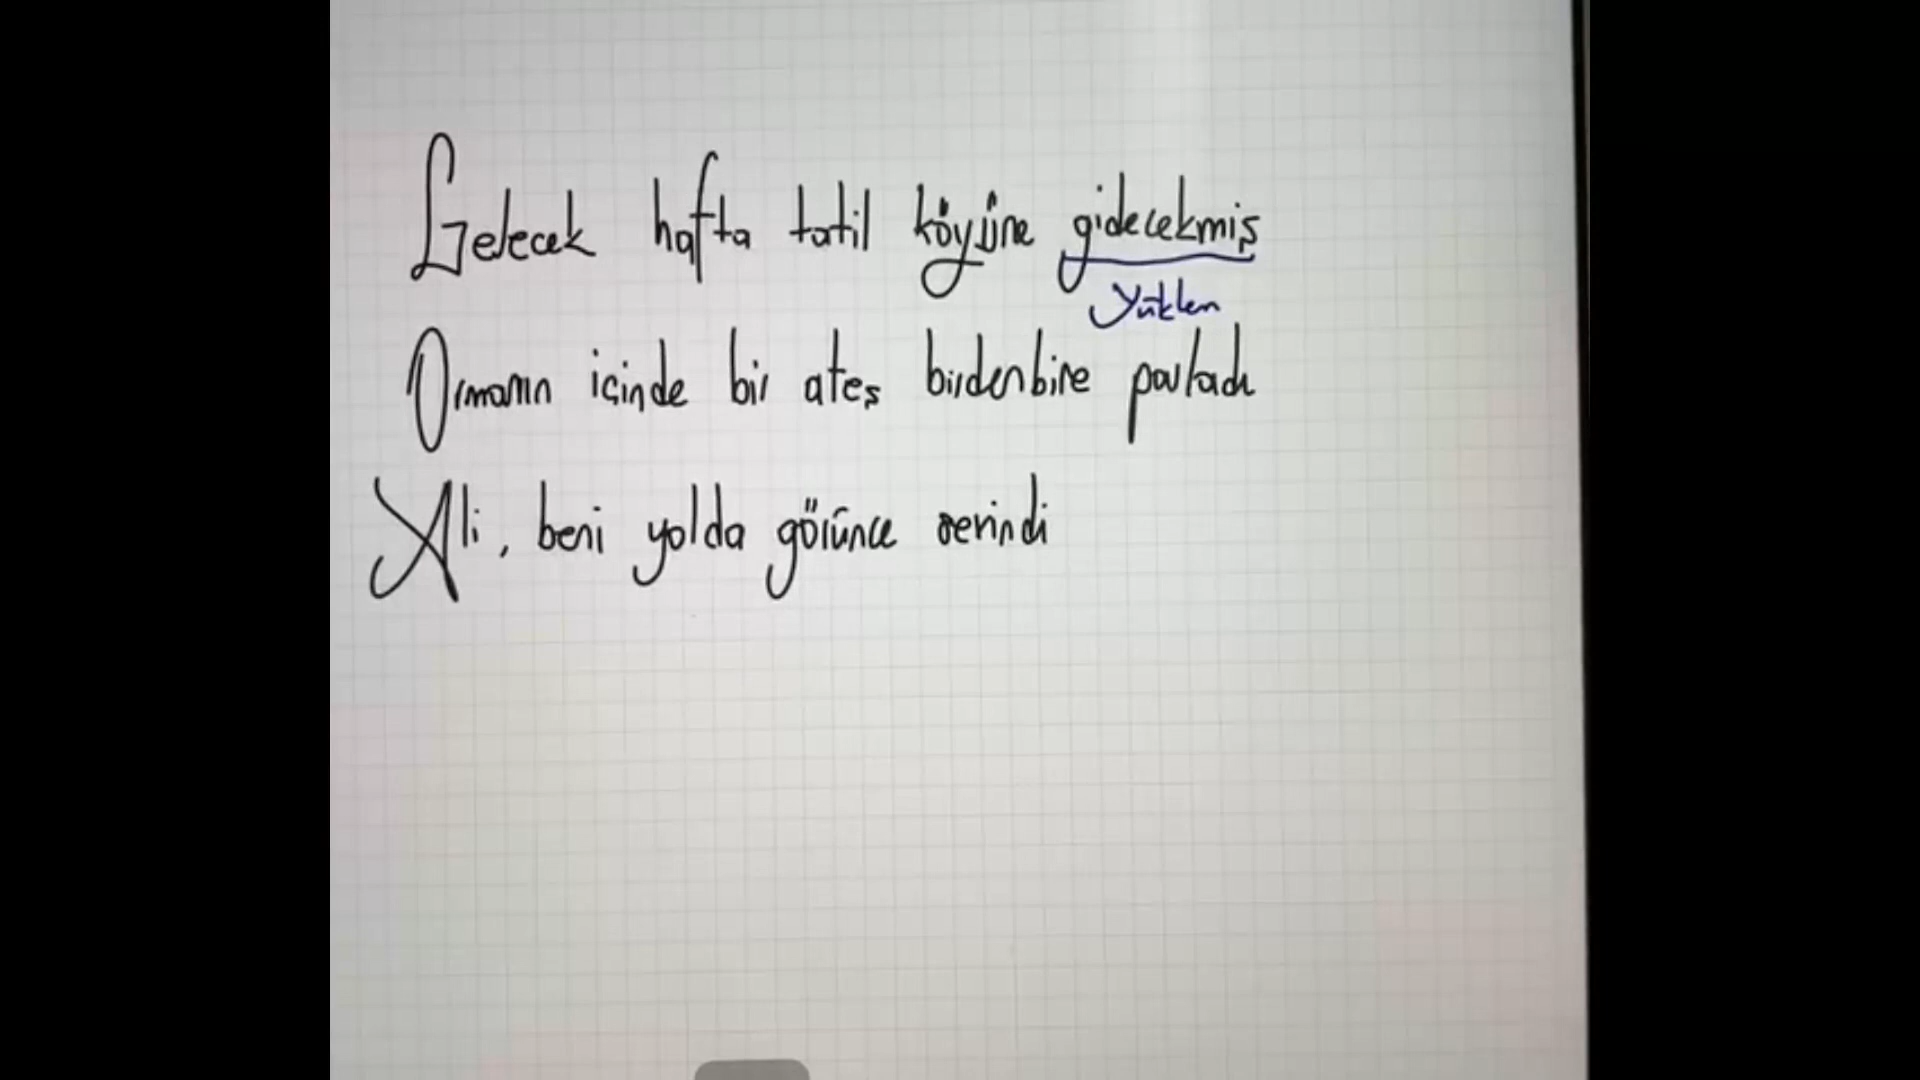 Gelecek hafta tatil köyüne gidecekmiş
Yüklem
Ormanın içinde bir ateş birdenbire parladı
Ali, beni yolda görünce sevindi